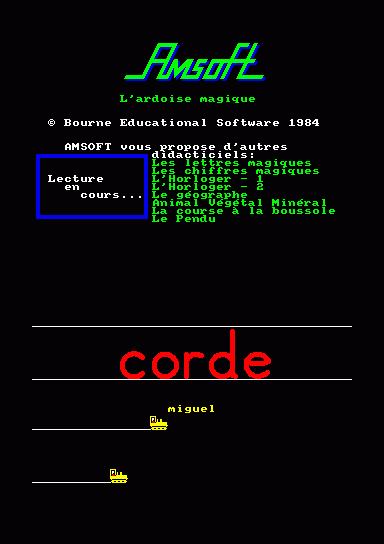 Amsoft
L'ardoise magique
© Bourne Educational Software 1984
AMSOFT vous propose d'autres
didacticiels:
Les lettres magiques
Les chiffres magiques
L'Horloger - 1
L'Horloger - 2
Le géographe
Animal Végétal Minéral
La course à la boussole
Le Pendu
Lecture
en
cours...
corde
miguel